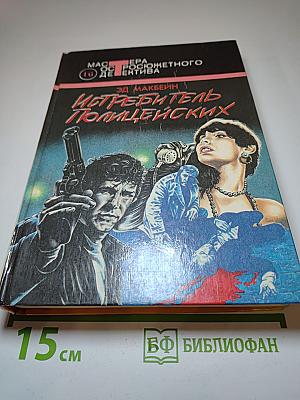 МАСТЕРА
16 ОСТРОСЮЖЕТНОГО
ДЕТЕКТИВА
ЭД МАКБЕЙН
ИСТРЕБИТЕЛЬ
ПОЛИЦЕЙСКИХ
15 см
БФ БИБЛИОФАН